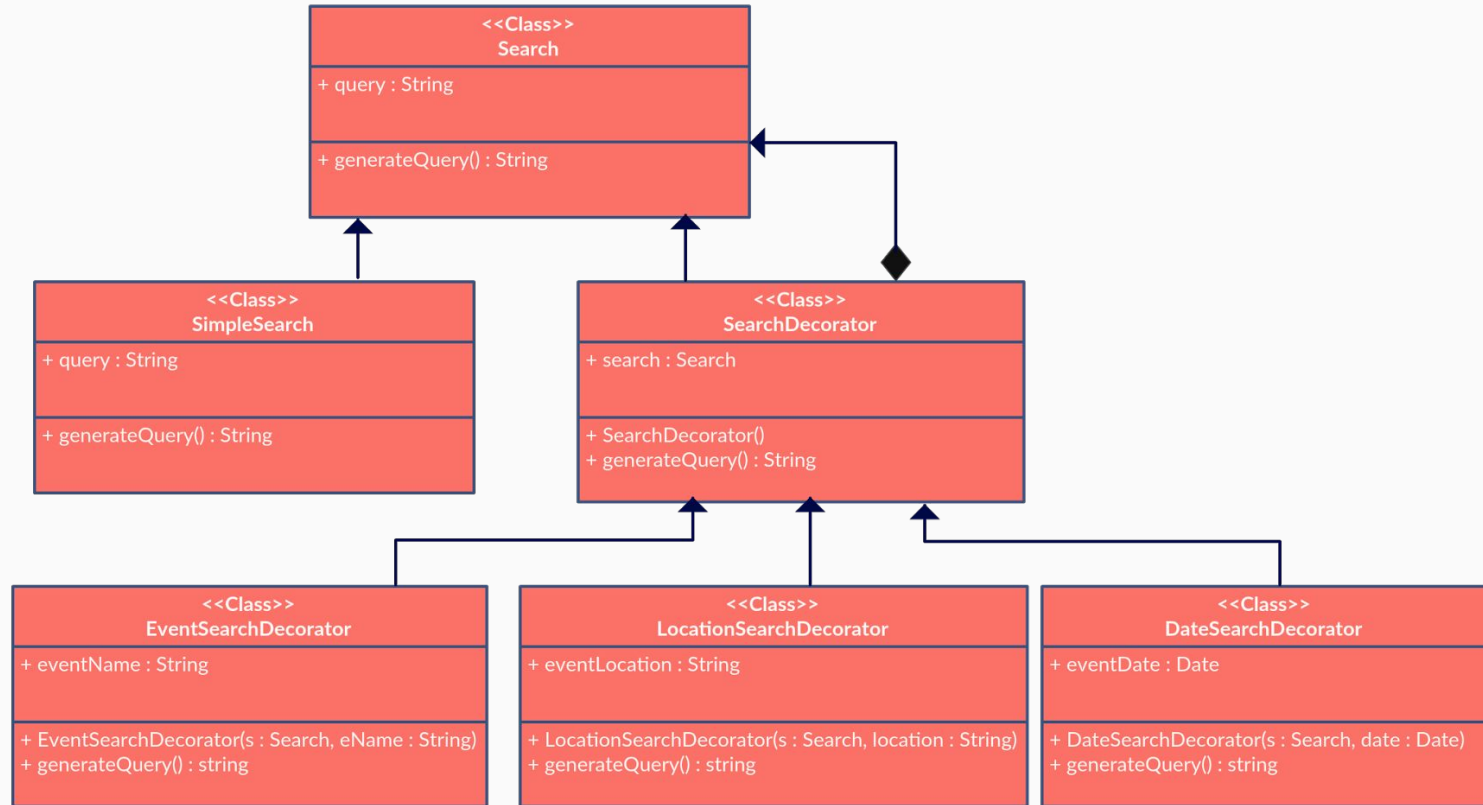 <<Class>>
Search
+ query : String
+ generateQuery() : String
<<Class>>
SimpleSearch
+ query : String
+ generateQuery() : String
<<Class>>
SearchDecorator
+ search : Search
+ SearchDecorator()
+ generateQuery() : String
<<Class>>
EventSearchDecorator
+ eventName : String
+ EventSearchDecorator(s : Search, eName : String)
+ generateQuery() : string
<<Class>>
LocationSearchDecorator
+ eventLocation : String
+ LocationSearchDecorator(s : Search, location : String)
+ generateQuery() : string
<<Class>>
DateSearchDecorator
+ eventDate : Date
+ DateSearchDecorator(s : Search, date : Date)
+ generateQuery() : string